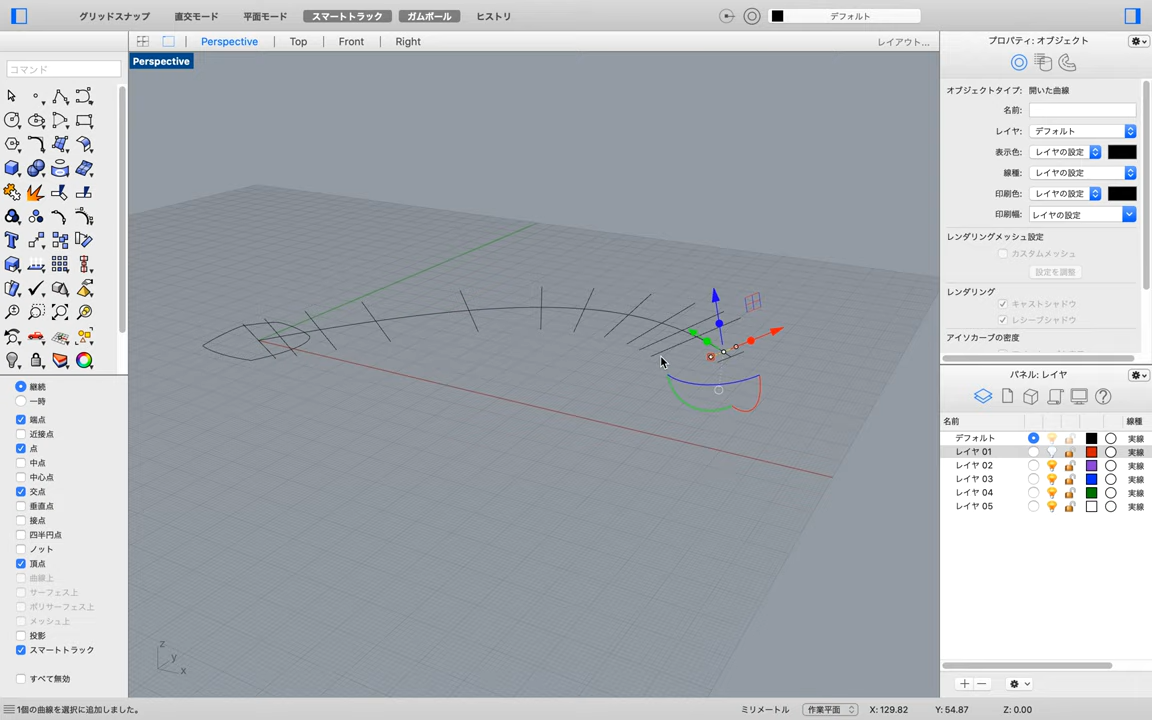 グリッドスナップ 直交モード 平面モード スマートトラック ガムボール ヒストリ デフォルト
Perspective Top Front Right レイアウト...
Perspective
コマンド
継続
一時
端点
近接点
点
中点
中心点
交点
垂直点
接点
四半円点
ノット
頂点
曲線上
サーフェス上
ポリサーフェス上
メッシュ上
投影
スマートトラック
すべて無効
z
y
x
プロパティ: オブジェクト
オブジェクトタイプ: 開いた曲線
名前:
レイヤ: デフォルト
表示色: レイヤの設定
線種: レイヤの設定
印刷色: レイヤの設定
印刷幅: レイヤの設定
レンダリングメッシュ設定
カスタムメッシュ
設定を調整
レンダリング
キャストシャドウ
レシーブシャドウ
アイソカーブの密度
パネル: レイヤ
名前 線種
デフォルト 実線
レイヤ 01 実線
レイヤ 02 実線
レイヤ 03 実線
レイヤ 04 実線
レイヤ 05 実線
1個の曲線を選択に追加しました。 ミリメートル 作業平面 X: 129.82 Y: 54.87 Z: 0.00